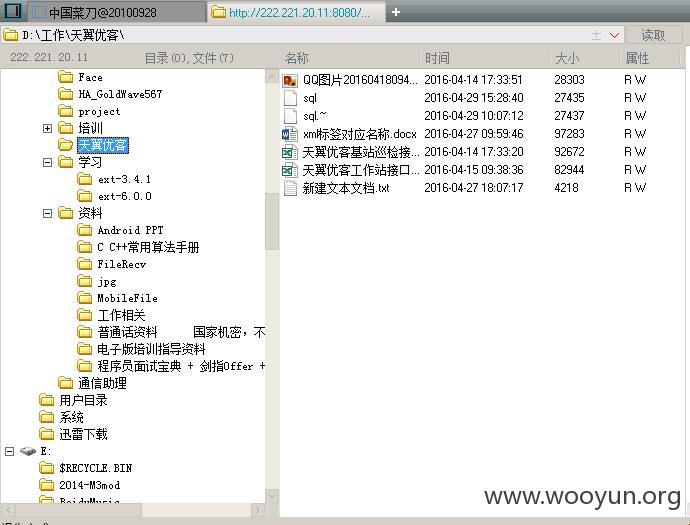 中国菜刀@20100928 http://222.221.20.11:8080/... +
D:\工作\天翼优客\ 读取
222.221.20.11 目录(0),文件(7) 名称 时间 大小 属性
Face
HA_GoldWave567
project
培训
天翼优客
学习
ext-3.4.1
ext-6.0.0
资料
Android PPT
C C++常用算法手册
FileRecv
jpg
MobileFile
工作相关
普通话资料 国家机密，不
电子版培训指导资料
程序员面试宝典 + 剑指Offer +
通信助理
用户目录
系统
迅雷下载
E:
$RECYCLE.BIN
2014-M3mod
BaiduMusic
QQ图片20160418094... 2016-04-14 17:33:51 28303 R W
sql 2016-04-29 15:28:40 27435 R W
sql.~ 2016-04-29 10:07:12 27437 R W
xml标签对应名称.docx 2016-04-27 09:59:46 97283 R W
天翼优客基站巡检接... 2016-04-14 17:33:20 92672 R W
天翼优客工作站接口... 2016-04-15 09:38:36 82944 R W
新建文本文档.txt 2016-04-27 18:07:17 4218 R W
www.wooyun.org